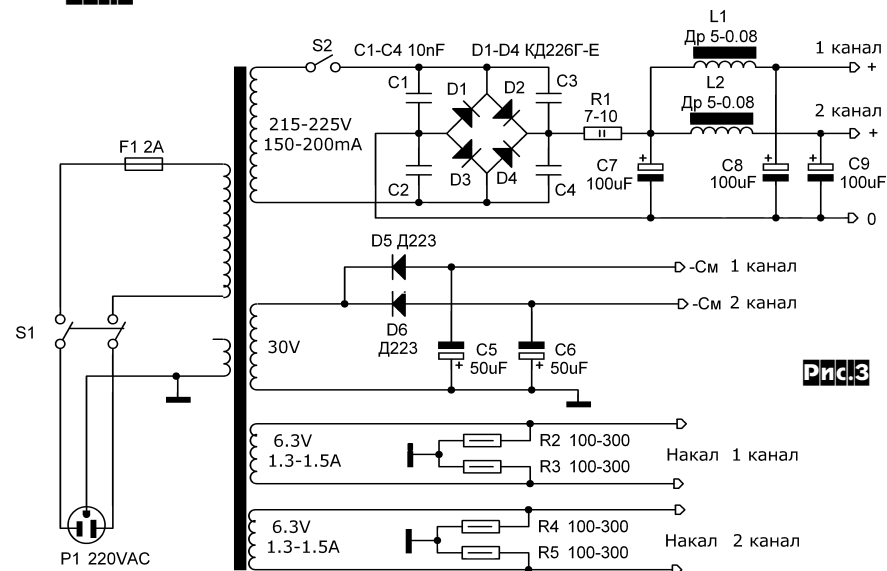 L1
S2 C1-C4 10nF D1-D4 КД226Г-Е Др 5-0.08 1 канал
+
C1 C3
D1 D2 L2
R1 Др 5-0.08 2 канал
7-10
215-225V +
150-200mA
F1 2A
D3 D4 C7 C8 C9
C2 C4 100uF 100uF 100uF
+ + +
0
D5 Д223
-См 1 канал
-См 2 канал
S1 D6
30V Д223 C5 C6
50uF 50uF
+ +
Рис.3
6.3V R2 100-300
1.3-1.5A R3 100-300
Накал 1 канал
6.3V R4 100-300
1.3-1.5A R5 100-300
Накал 2 канал
P1 220VAC